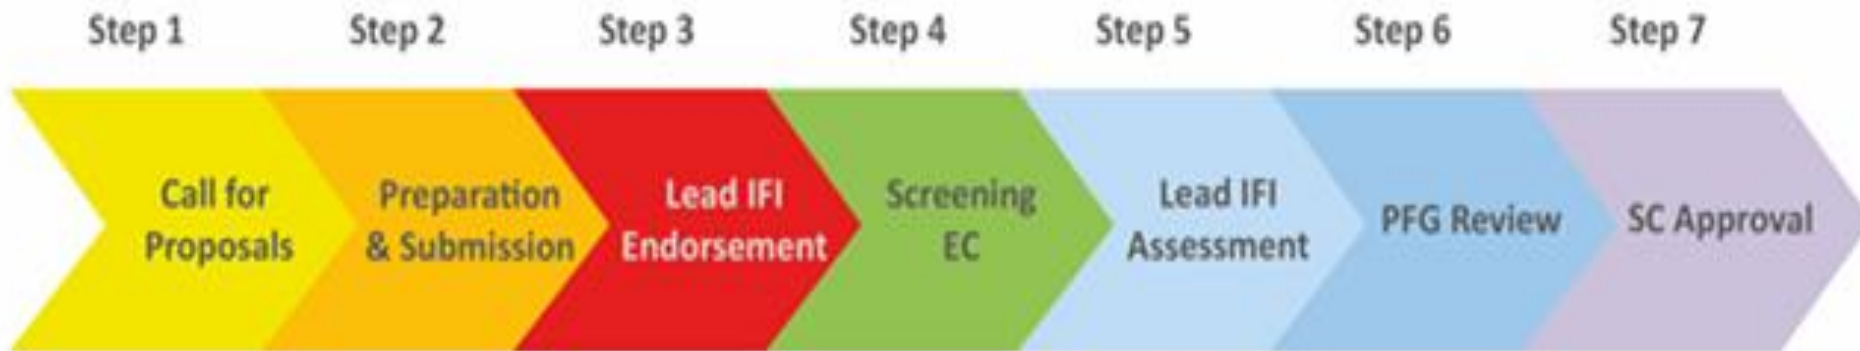 Step 1 Step 2 Step 3 Step 4 Step 5 Step 6 Step 7
Call for
Proposals
Preparation
& Submission
Lead IFI
Endorsement
Screening
EC
Lead IFI
Assessment
PFG Review
SC Approval